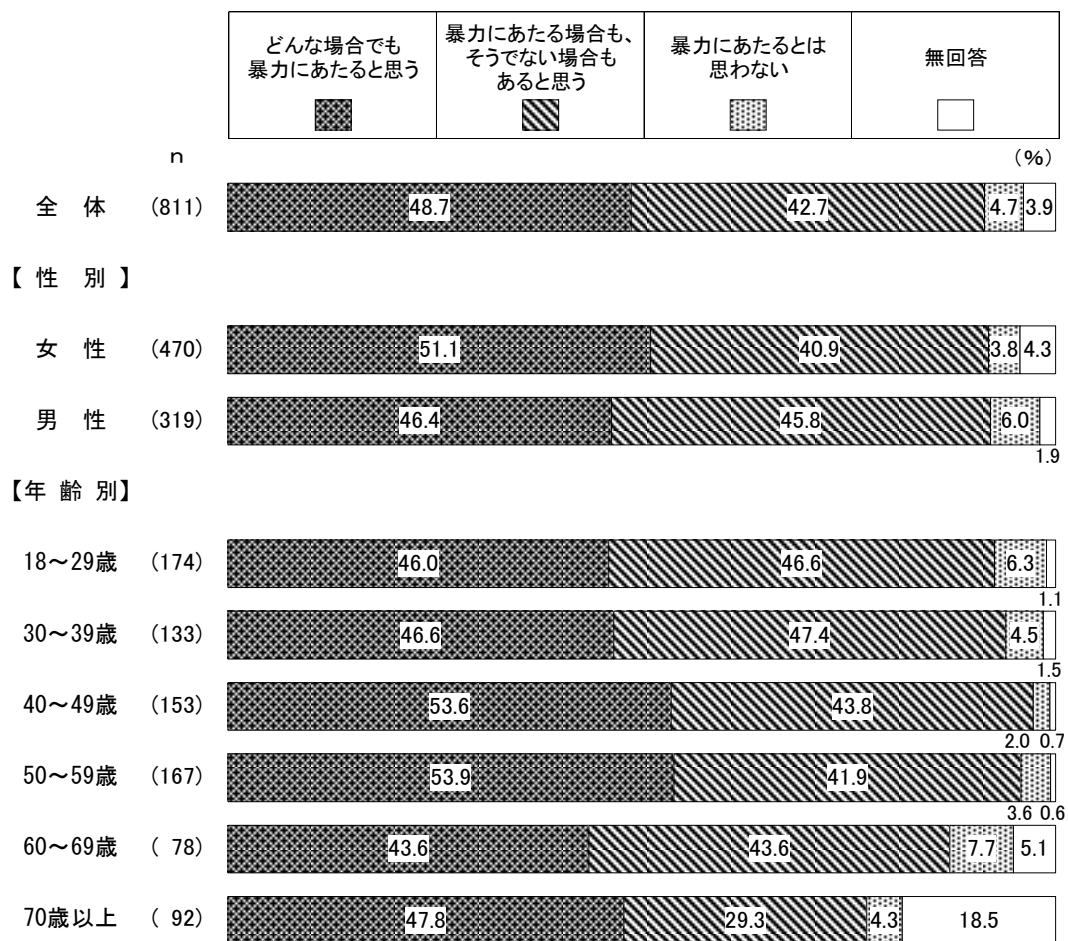 どんな場合でも
暴力にあたると思う
暴力にあたる場合も、
そうでない場合も
あると思う
暴力にあたるとは
思わない
無回答
n
(%)
全 体 (811) 48.7 42.7 4.7 3.9
【 性 別 】
女 性 (470) 51.1 40.9 3.8 4.3
男 性 (319) 46.4 45.8 6.0
1.9
【年 齢 別】
18～29歳 (174) 46.0 46.6 6.3
1.1
30～39歳 (133) 46.6 47.4 4.5
1.5
40～49歳 (153) 53.6 43.8
2.0 0.7
50～59歳 (167) 53.9 41.9
3.6 0.6
60～69歳 ( 78) 43.6 43.6 7.7 5.1
70歳以上 ( 92) 47.8 29.3 4.3 18.5